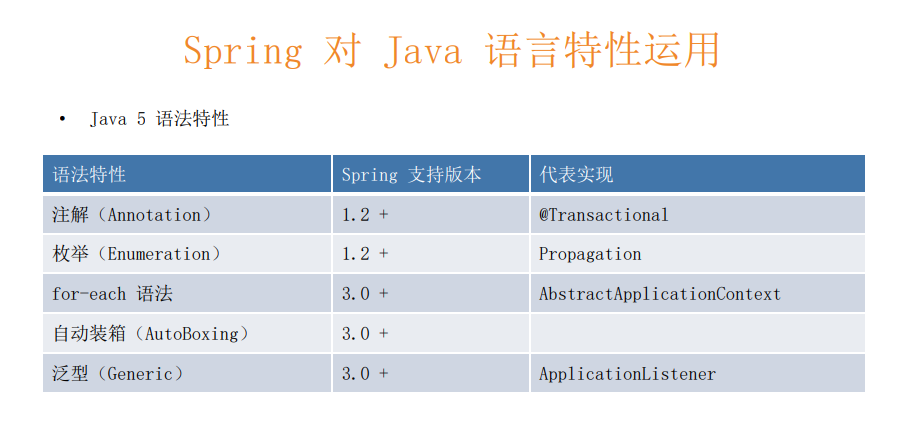 Spring 对 Java 语言特性运用
• Java 5 语法特性
语法特性 Spring 支持版本 代表实现
注解（Annotation） 1.2 + @Transactional
枚举（Enumeration） 1.2 + Propagation
for-each 语法 3.0 + AbstractApplicationContext
自动装箱（AutoBoxing） 3.0 +
泛型（Generic） 3.0 + ApplicationListener